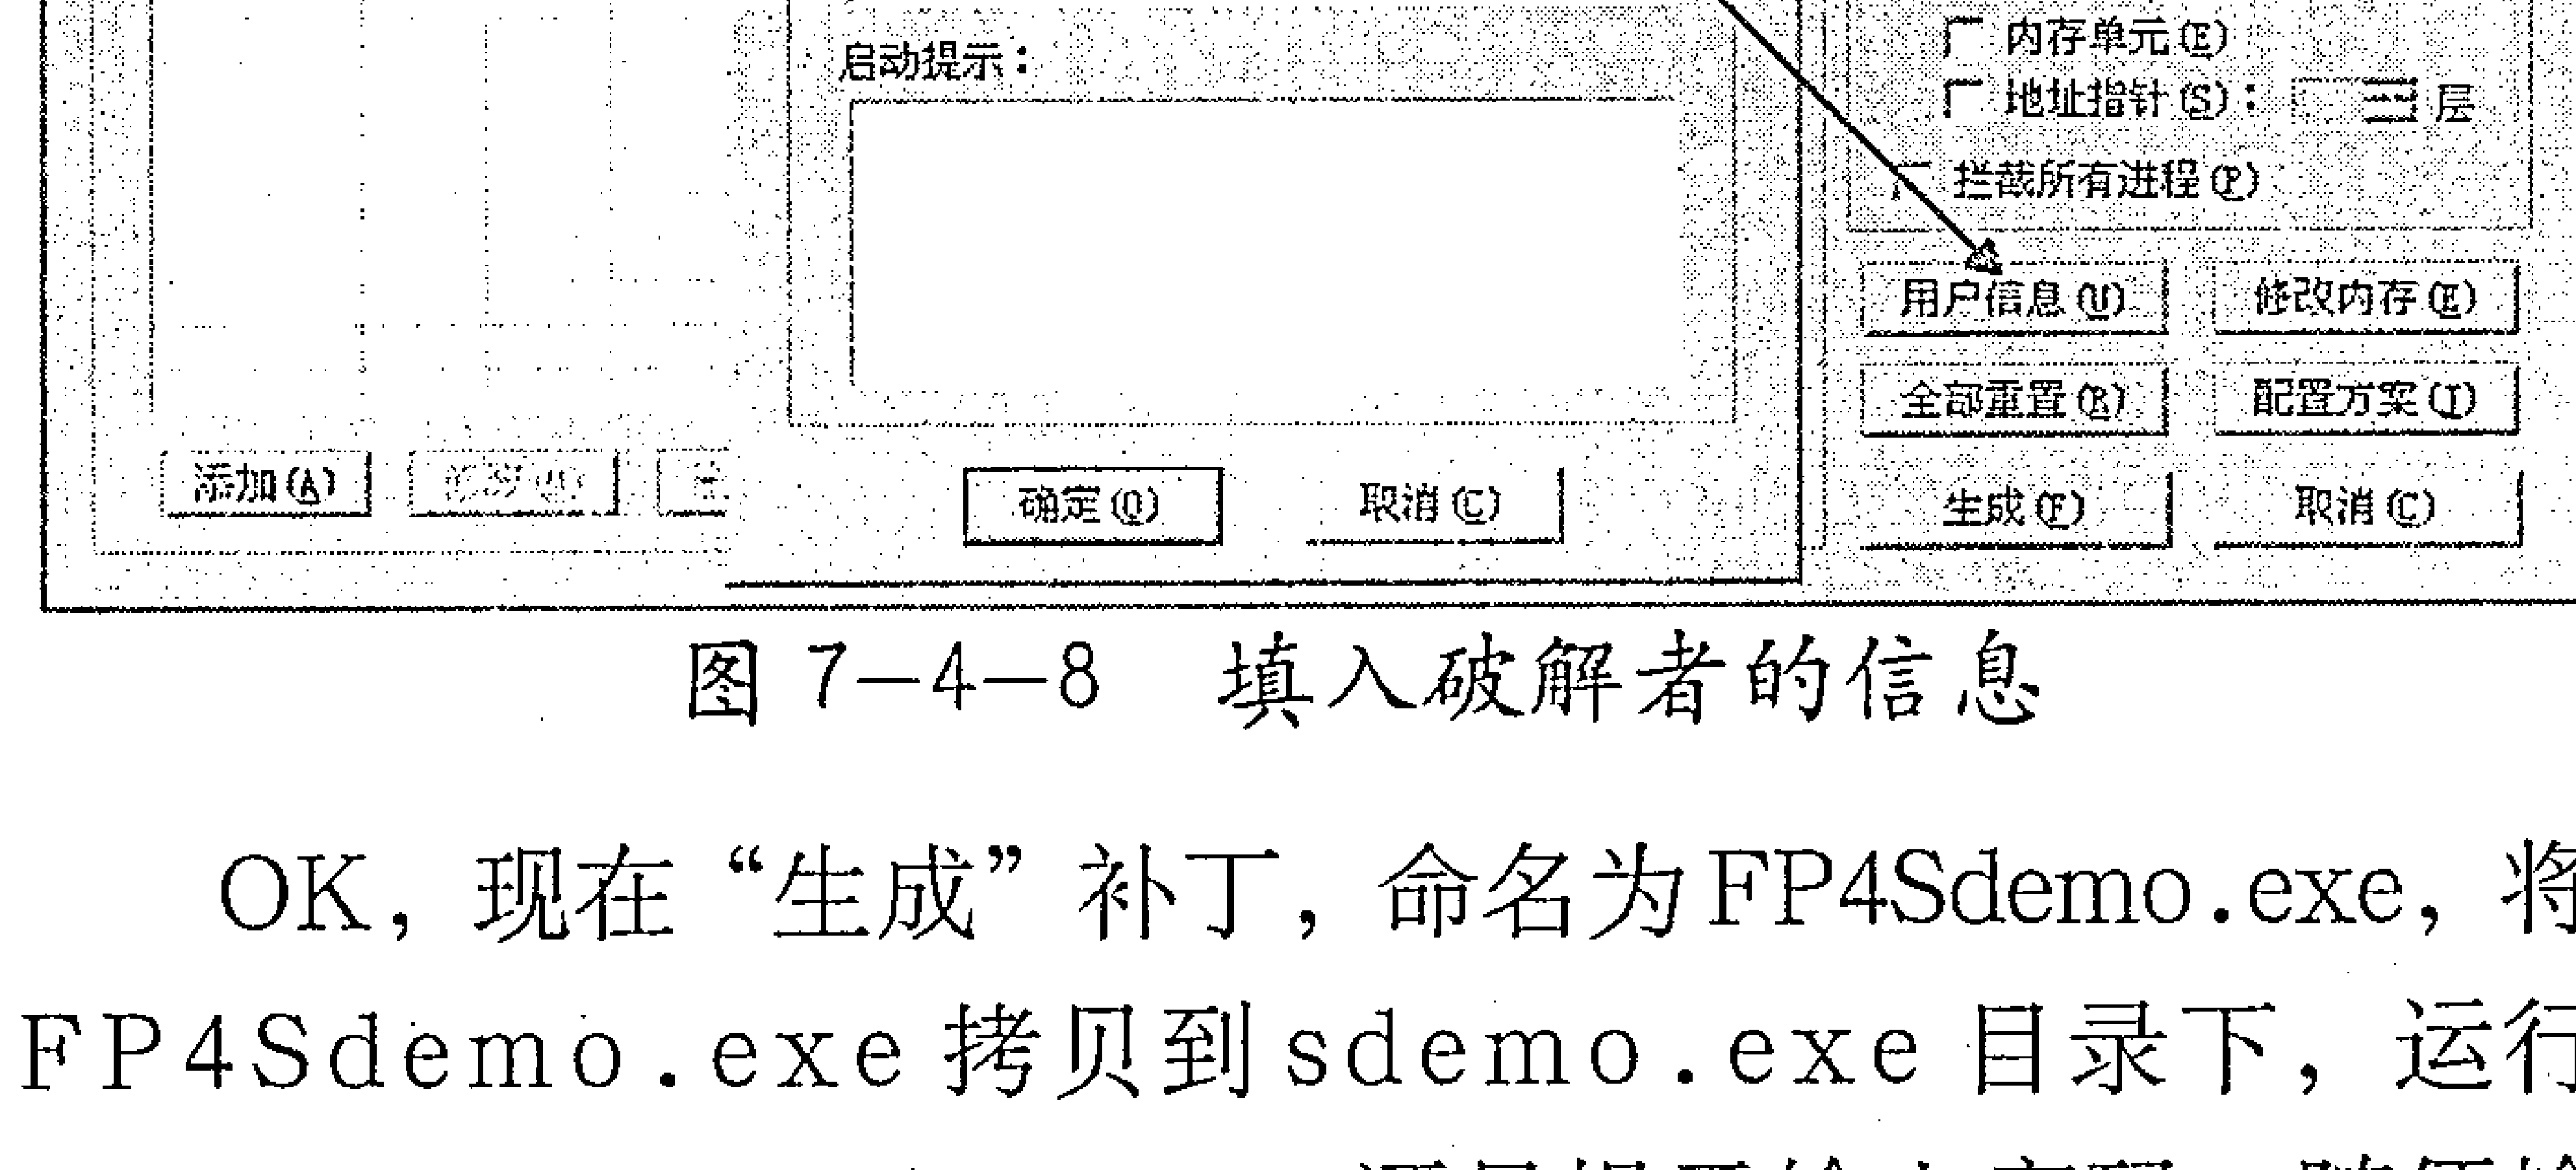 启动提示：
内存单元(E)
地址指针(S)： 层
拦截所有进程(P)
用户信息(U) 修改内存(E)
全部重置(R) 配置方案(I)
添加(A)
确定(O) 取消(C)
生成(F) 取消(C)
图 7—4—8 填入破解者的信息
OK，现在“生成”补丁，命名为FP4Sdemo.exe，将
FP4Sdemo.exe拷贝到sdemo.exe目录下，运行